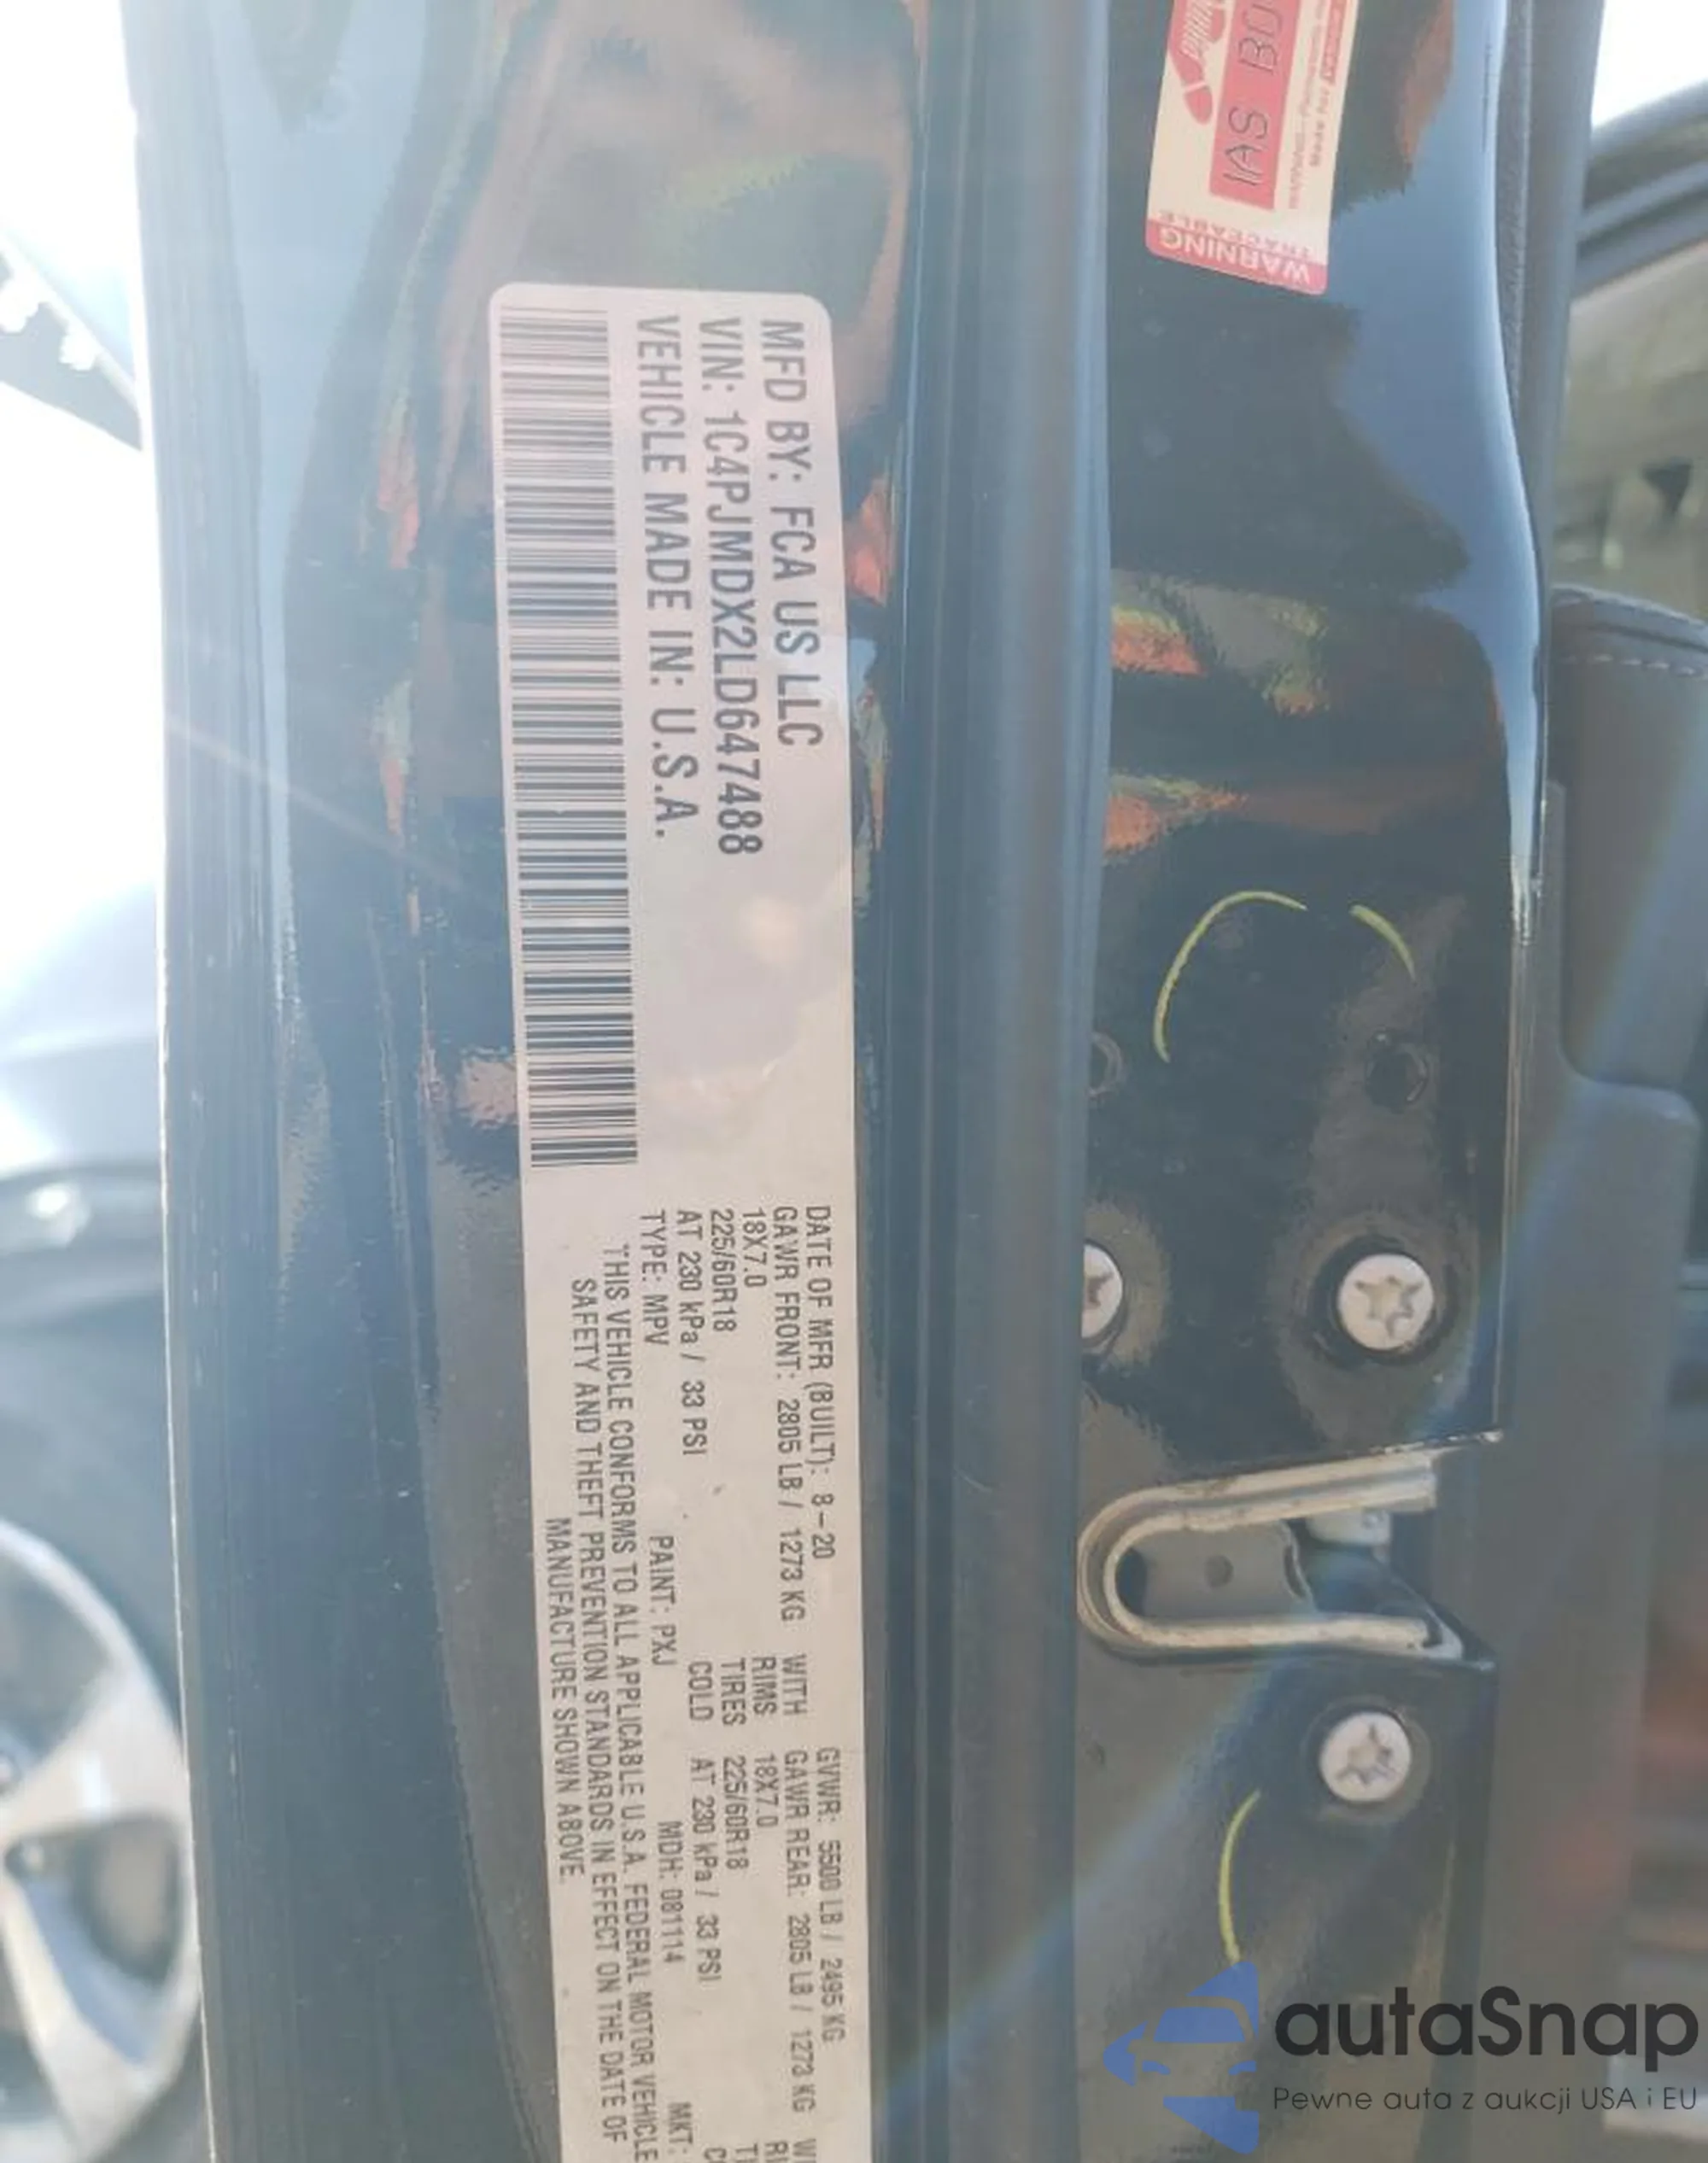 MFD BY: FCA US LLC
VIN: 1C4PJMDX2LD647488
VEHICLE MADE IN: U.S.A.
DATE OF MFR (BUILT): 8-20 GVWR: 5500 LB / 2495 KG
GAWR FRONT: 2805 LB / 1273 KG WITH GAWR REAR: 2805 LB / 1273 KG
18X7.0 RIMS 18X7.0
225/60R18 TIRES 225/60R18
AT 230 kPa / 33 PSI COLD AT 230 kPa / 33 PSI
TYPE: MPV PAINT: PXJ MDH: 081114 MKT:
THIS VEHICLE CONFORMS TO ALL APPLICABLE U.S.A. FEDERAL MOTOR VEHICLE
SAFETY AND THEFT PREVENTION STANDARDS IN EFFECT ON THE DATE OF
MANUFACTURE SHOWN ABOVE.
WARNING
TRACEABLE
IAS
autaSnap
Pewne auta z aukcji USA i EU